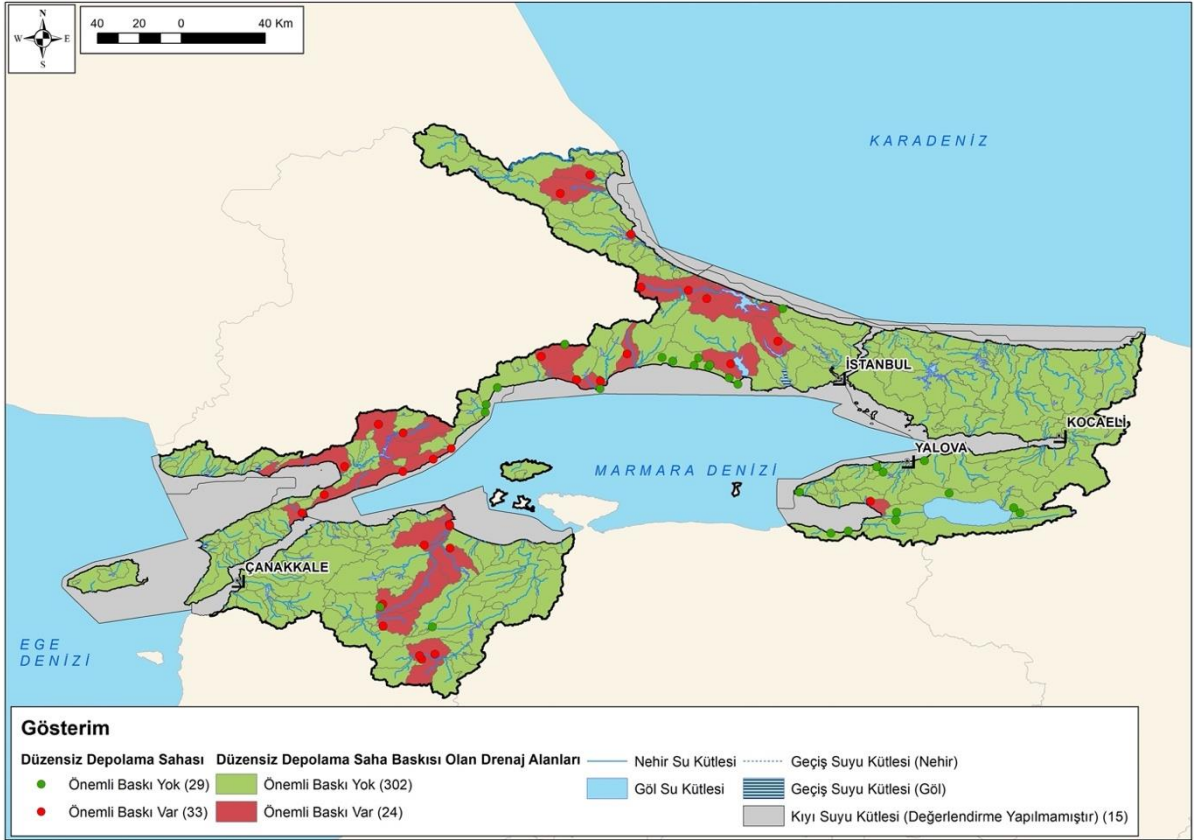 N
W E
S
40 20 0 40 Km
KARADENİZ
İSTANBUL
KOCAELİ
YALOVA
MARMARA DENİZİ
ÇANAKKALE
EGE
DENİZİ
Gösterim
Düzensiz Depolama Sahası
Önemli Baskı Yok (29)
Önemli Baskı Var (33)
Düzensiz Depolama Saha Baskısı Olan Drenaj Alanları
Önemli Baskı Yok (302)
Önemli Baskı Var (24)
Nehir Su Kütlesi
Göl Su Kütlesi
Geçiş Suyu Kütlesi (Nehir)
Geçiş Suyu Kütlesi (Göl)
Kıyı Suyu Kütlesi (Değerlendirme Yapılmamıştır) (15)